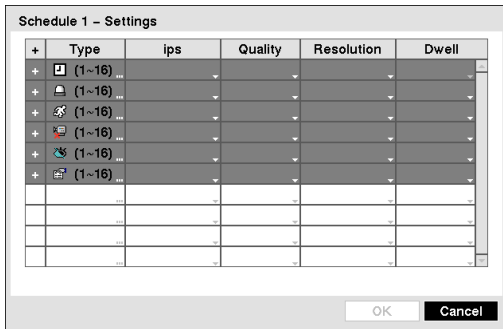 Schedule 1 – Settings
+ Type ips Quality Resolution Dwell
+ (1~16) ...
+ (1~16) ...
+ (1~16) ...
+ (1~16) ...
+ (1~16) ...
+ (1~16) ...
...
...
...
...
OK Cancel